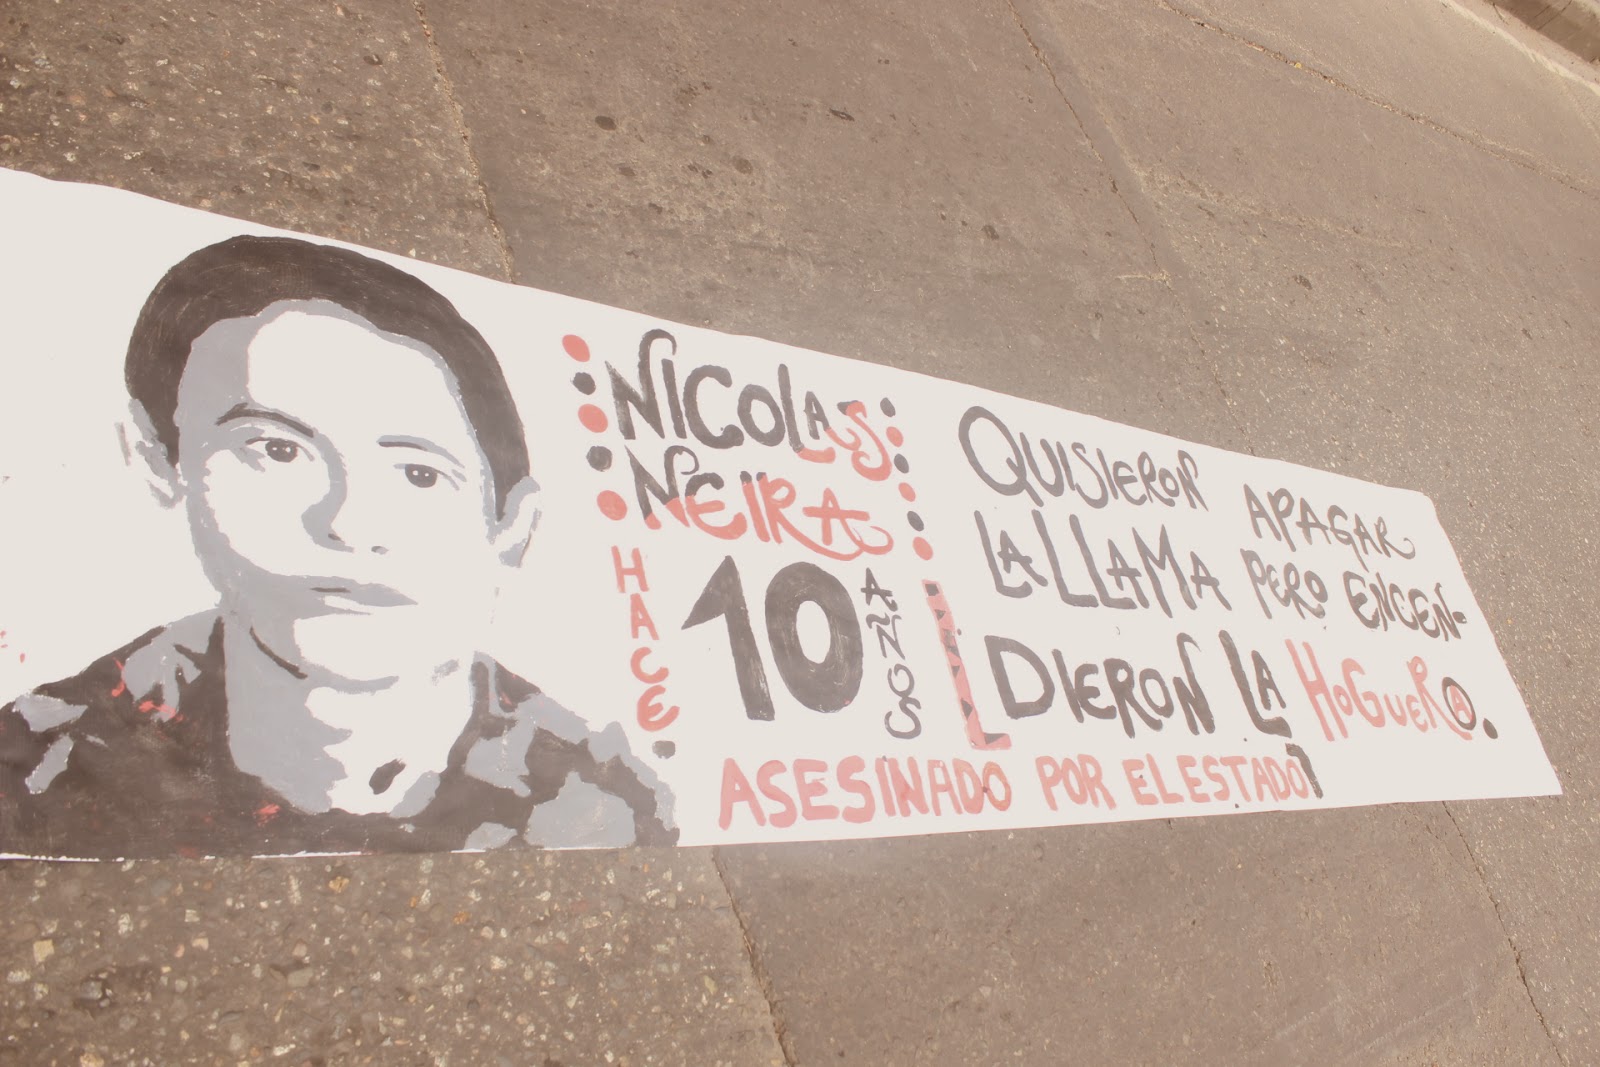 NICOLAS
NEIRA
HACE
10
AÑOS
QUISIERON APAGAR
LA LLAMA PERO ENCEN-
DIERON LA HOGUERA.
ASESINADO POR EL ESTADO